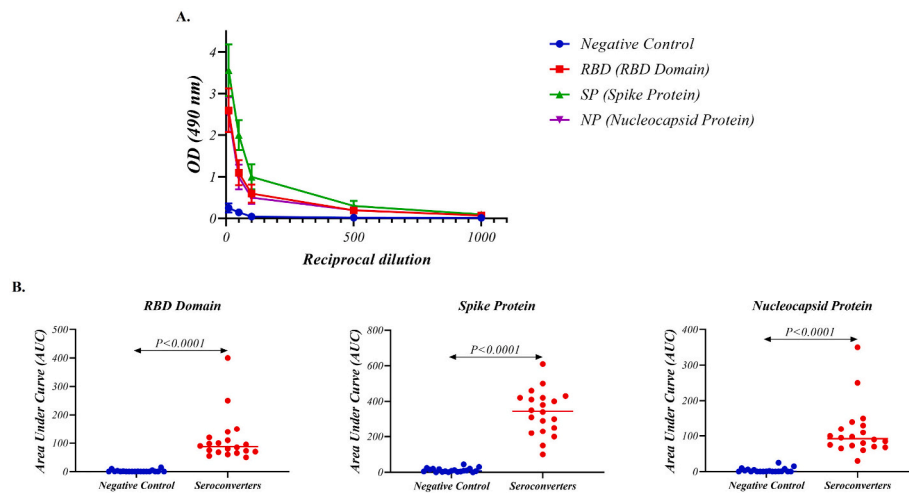 A.
OD (490 nm)
4
3
2
1
0
0 500 1000
Reciprocal dilution
Negative Control
RBD (RBD Domain)
SP (Spike Protein)
NP (Nucleocapsid Protein)
B.
RBD Domain
Area Under Curve (AUC)
500
400
300
200
100
0
P<0.0001
Negative Control Seroconverters
Spike Protein
Area Under Curve (AUC)
800
600
400
200
0
P<0.0001
Negative Control Seroconverters
Nucleocapsid Protein
Area Under Curve (AUC)
400
300
200
100
0
P<0.0001
Negative Control Seroconverters